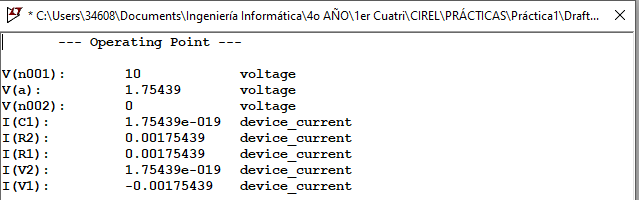 * C:\Users\34608\Documents\Ingeniería Informática\4o AÑO\1er Cuatri\CIREL\PRÁCTICAS\Práctica1\Draft...
--- Operating Point ---
V(n001): 10 voltage
V(a): 1.75439 voltage
V(n002): 0 voltage
I(C1): 1.75439e-019 device_current
I(R2): 0.00175439 device_current
I(R1): 0.00175439 device_current
I(V2): 1.75439e-019 device_current
I(V1): -0.00175439 device_current